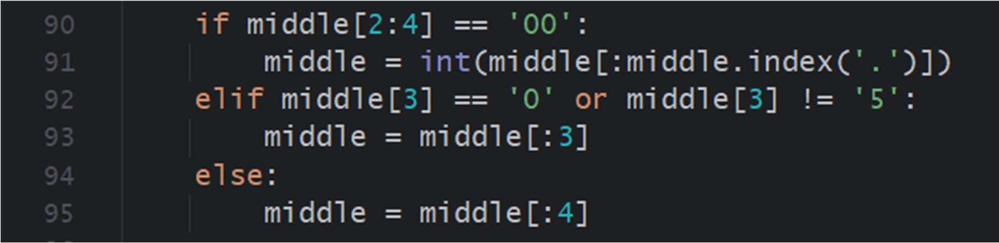 90 if middle[2:4] == '00':
91 middle = int(middle[:middle.index('.')])
92 elif middle[3] == '0' or middle[3] != '5':
93 middle = middle[:3]
94 else:
95 middle = middle[:4]